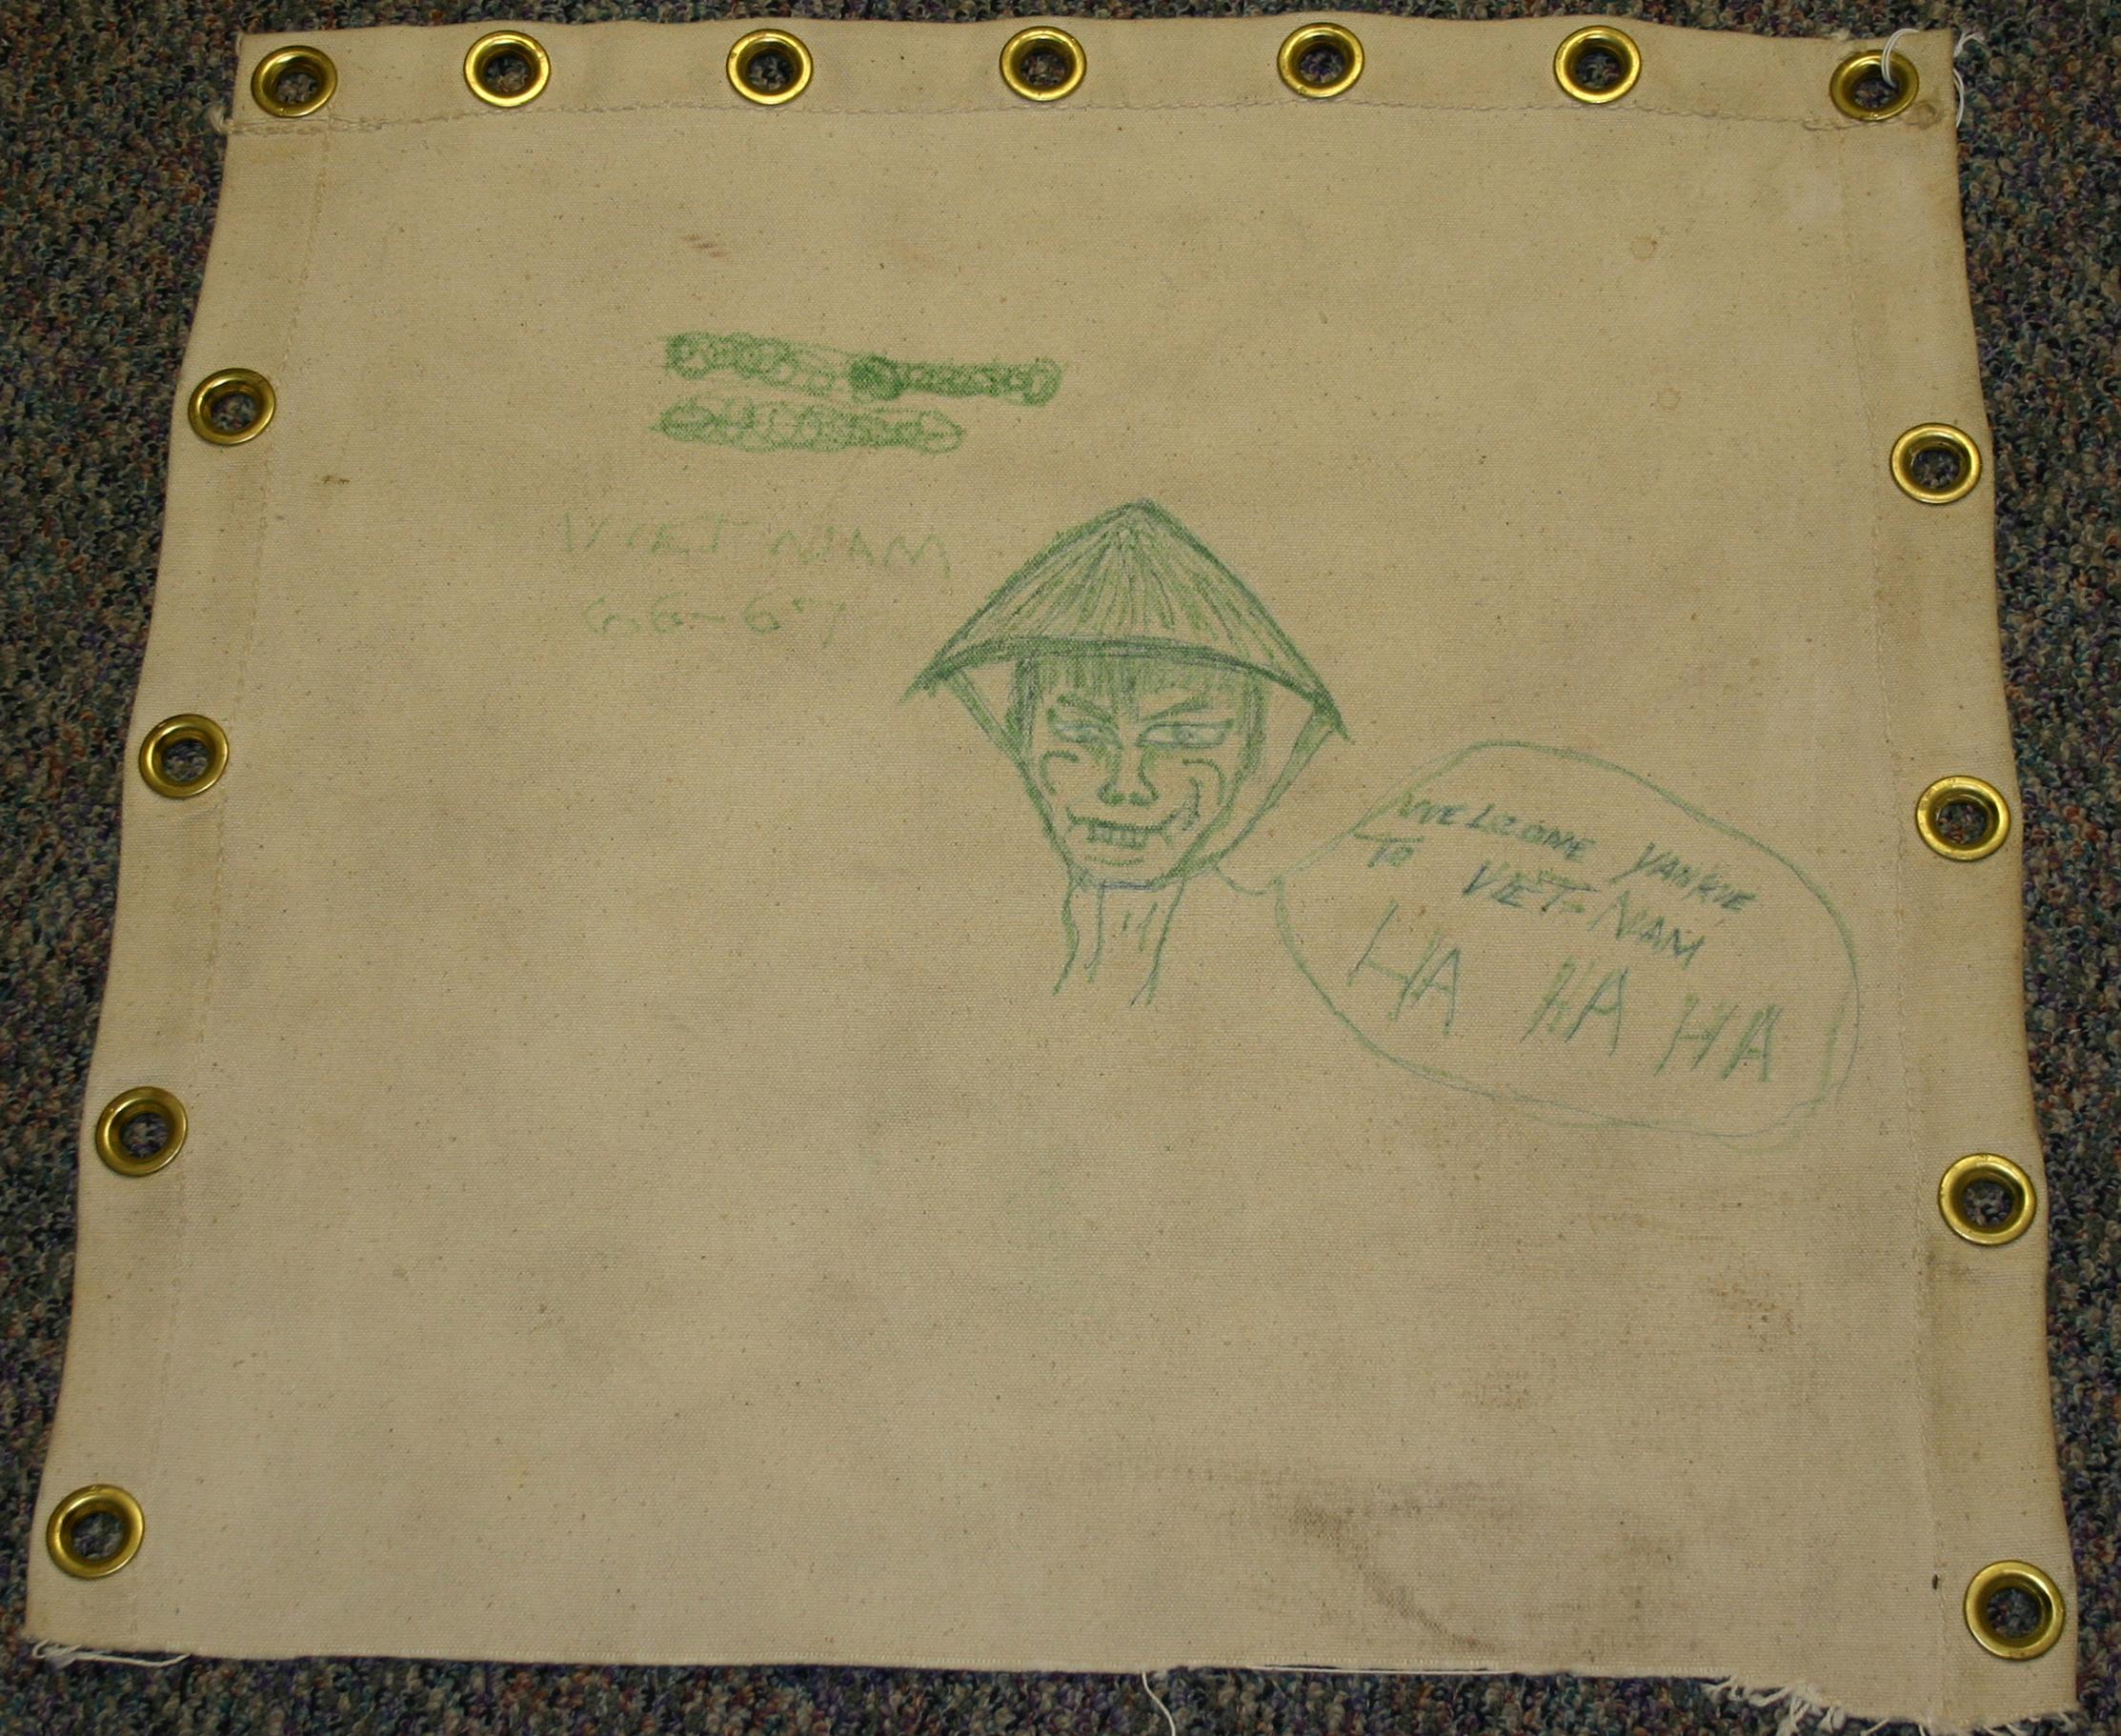 VIET NAM
66-67
WELCOME YANKIE
TO VIET-NAM
HA HA HA